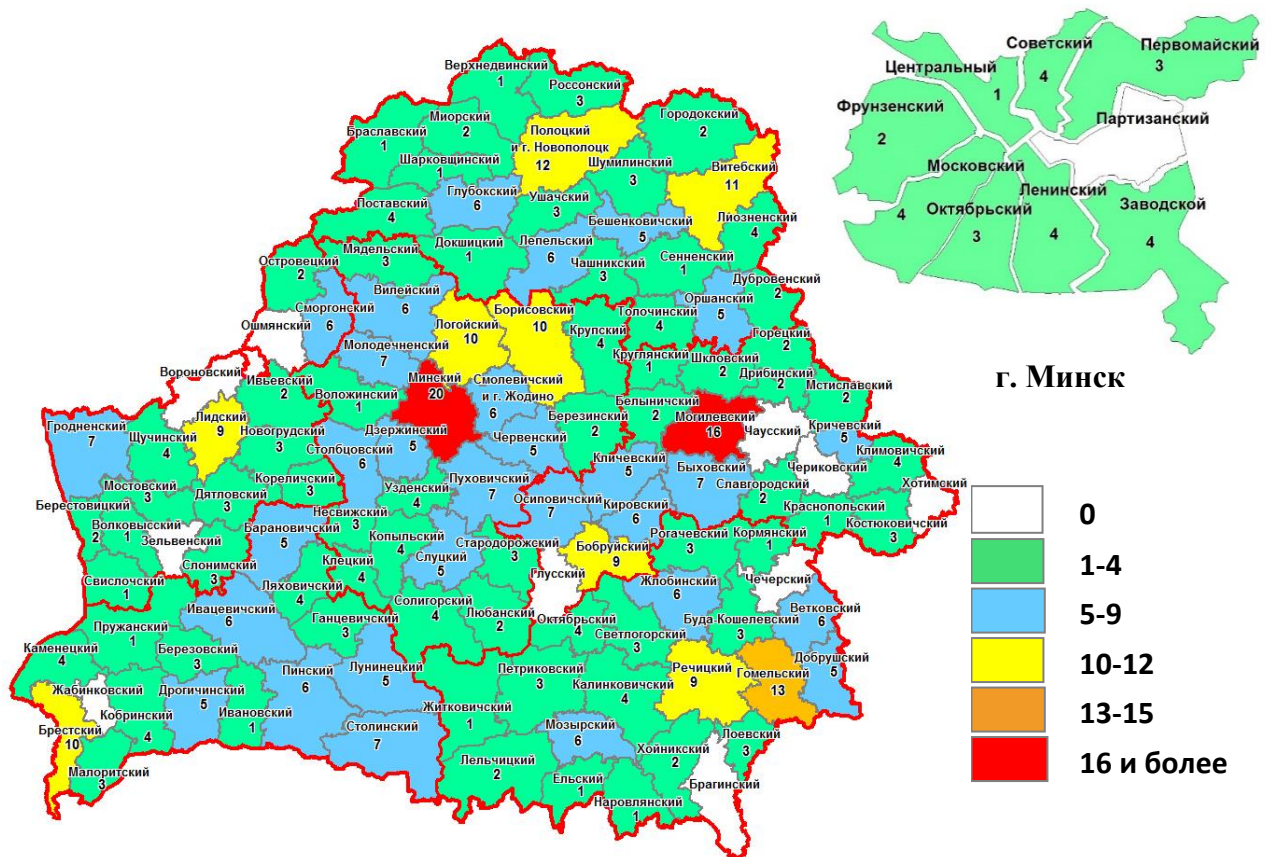 Верхнедвинский
1
Россонский
3
Браславский
1
Миорский
2
Полоцкий
и г. Новополоцк
12
Городокский
2
Шарковщинский
1
Шумилинский
3
Витебский
11
Глубокский
6
Ушачский
3
Поставский
4
Бешенковичский
5
Лиозненский
4
Докшицкий
1
Лепельский
6
Чашникский
3
Сенненский
1
Мядельский
3
Островецкий
2
Дубровенский
2
Оршанский
5
Толочинский
4
Вилейский
6
Сморгонский
6
Ошмянский
Логойский
10
Борисовский
10
Крупский
4
Горецкий
2
Молодечненский
7
Круглянский
1
Шкловский
2
Дрибинский
2
Мстиславский
2
Вороновский
Ивьевский
2
Воложинский
1
Минский
20
Смолевичский
и г. Жодино
6
Белыничский
2
Могилевский
16
Чаусский
Лидский
9
Гродненский
7
Щучинский
4
Новогрудский
3
Столбцовский
6
Дзержинский
5
Червенский
5
Березинский
2
Кричевский
5
Климовичский
4
Кличевский
5
Быховский
7
Чериковский
Славгородский
2
Хотимский
Кореличский
3
Мостовский
3
Дятловский
3
Узденский
4
Пуховичский
7
Осиповичский
7
Кировский
6
Краснопольский
1
Костюковичский
3
Берестовицкий
2
Волковысский
1
Зельвенский
Слонимский
3
Барановичский
5
Несвижский
3
Копыльский
4
Слуцкий
5
Стародорожский
3
Бобруйский
9
Глусский
Рогачевский
3
Кормянский
1
Чечерский
Свислочский
1
Ляховичский
4
Клецкий
4
Ивацевичский
6
Ганцевичский
3
Солигорский
4
Любанский
2
Октябрьский
4
Жлобинский
6
Светлогорский
3
Буда Кошелевский
3
Ветковский
6
Пружанский
1
Каменецкий
4
Березовский
3
Пинский
6
Лунинецкий
5
Петриковский
3
Калинковичский
4
Речицкий
9
Гомельский
13
Добрушский
5
Жабинковский
Дрогичинский
5
Кобринский
4
Ивановский
1
Брестский
10
Малоритский
3
Столинский
7
Житковичский
1
Мозырский
6
Лоевский
3
Хойникский
2
Лельчицкий
2
Ельский
1
Наровлянский
1
Брагинский
Советский
4
Первомайский
3
Центральный
1
Фрунзенский
2
Партизанский
Московский
4
Ленинский
4
Октябрьский
3
Заводской
4
г. Минск
0
1-4
5-9
10-12
13-15
16 и более